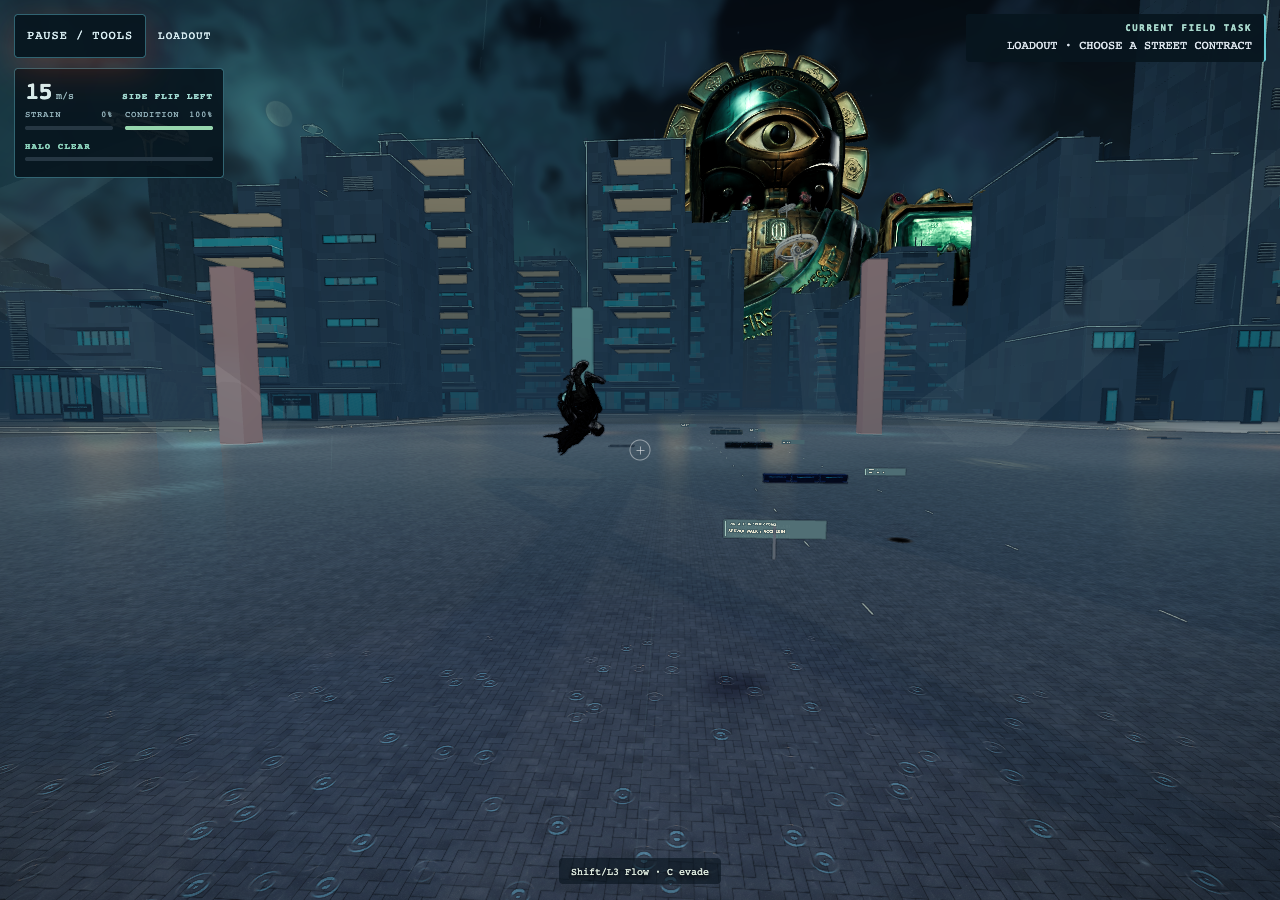 PAUSE / TOOLS
LOADOUT
15 m/s
SIDE FLIP LEFT
STRAIN 0%
CONDITION 100%
HALO CLEAR
CURRENT FIELD TASK
LOADOUT · CHOOSE A STREET CONTRACT
WITNESS
Shift/L3 Flow · C evade